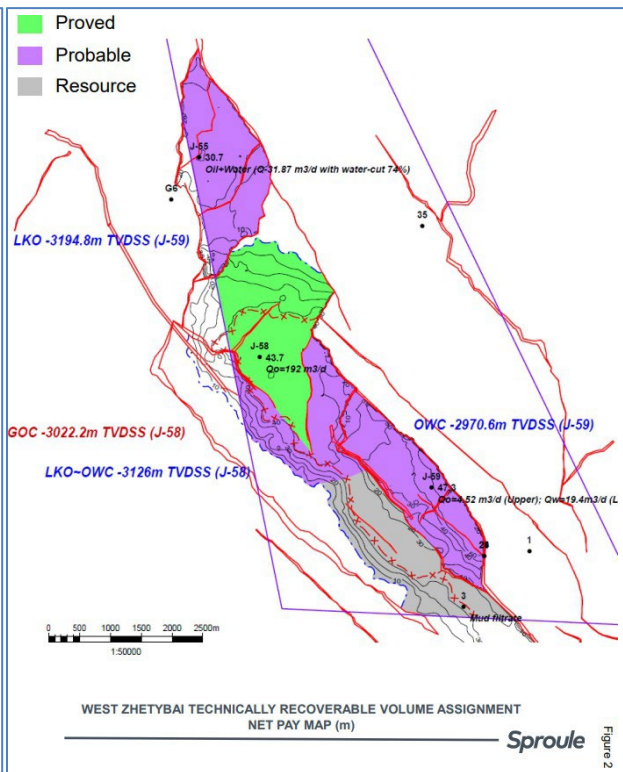 Proved
Probable
Resource
J-55
30.7
Oil+Water (Q-31.87 m3/d with water-cut 74%)
G6
35
LKO -3194.8m TVDSS (J-59)
J-58
43.7
Qo=192 m3/d
GOC -3022.2m TVDSS (J-58)
OWC -2970.6m TVDSS (J-59)
LKO~OWC -3126m TVDSS (J-58)
J-59
47.3
Qo=4.52 m3/d (Upper); Qw=19.4m3/d (L
1
3
Mud filtrate
0 500 1000 1500 2000 2500m
1:50000
WEST ZHETYBAI TECHNICALLY RECOVERABLE VOLUME ASSIGNMENT
NET PAY MAP (m)
Sproule
Figure 2